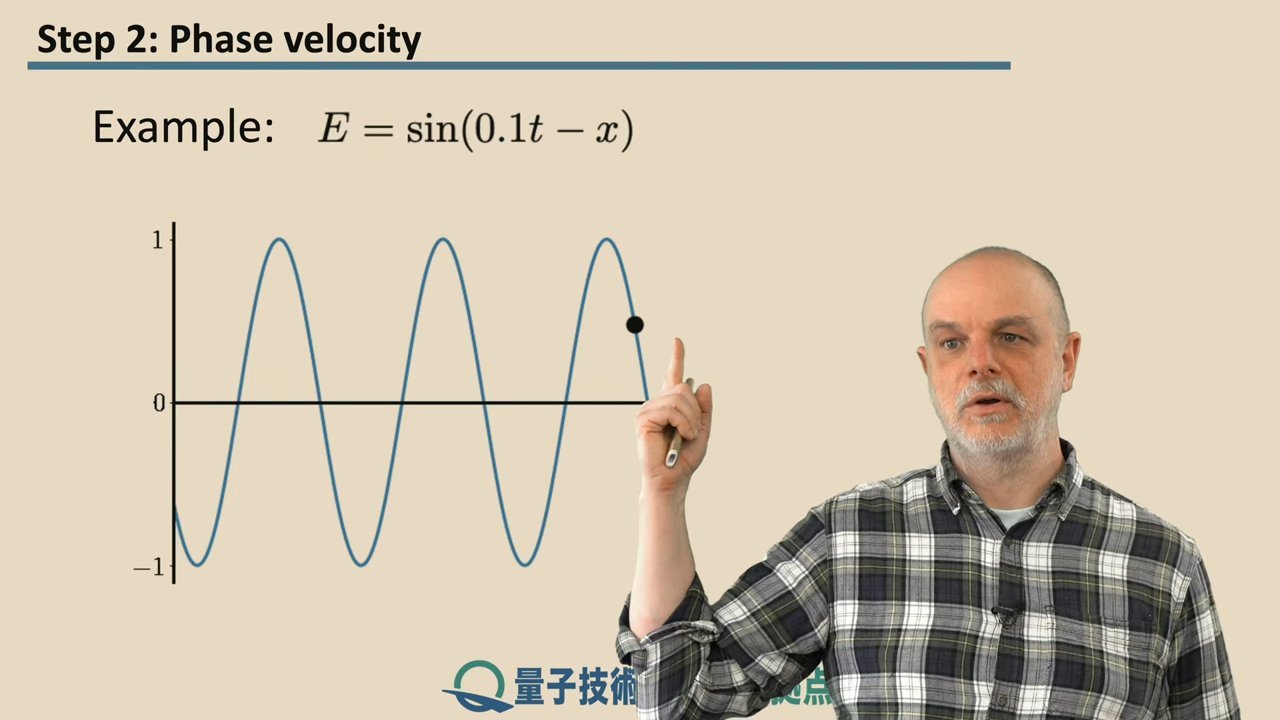 Step 2: Phase velocity
Example: E = sin(0.1t − x)
1
0
−1
量子技術